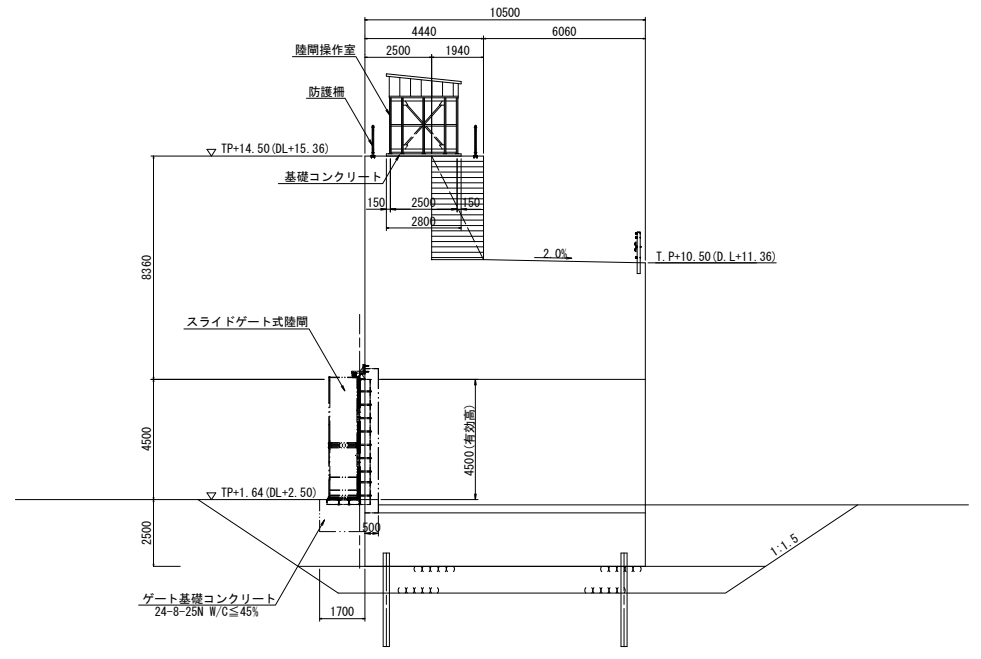 10500
4440
6060
2500
1940
陸閘操作室
防護柵
TP+14.50(DL+15.36)
基礎コンクリート
150
2500
150
2800
2.0%
T.P+10.50(D.L+11.36)
8360
スライドゲート式陸閘
4500
4500(有効高)
TP+1.64(DL+2.50)
2500
500
1:1.5
ゲート基礎コンクリート
24-8-25N W/C≦45%
1700